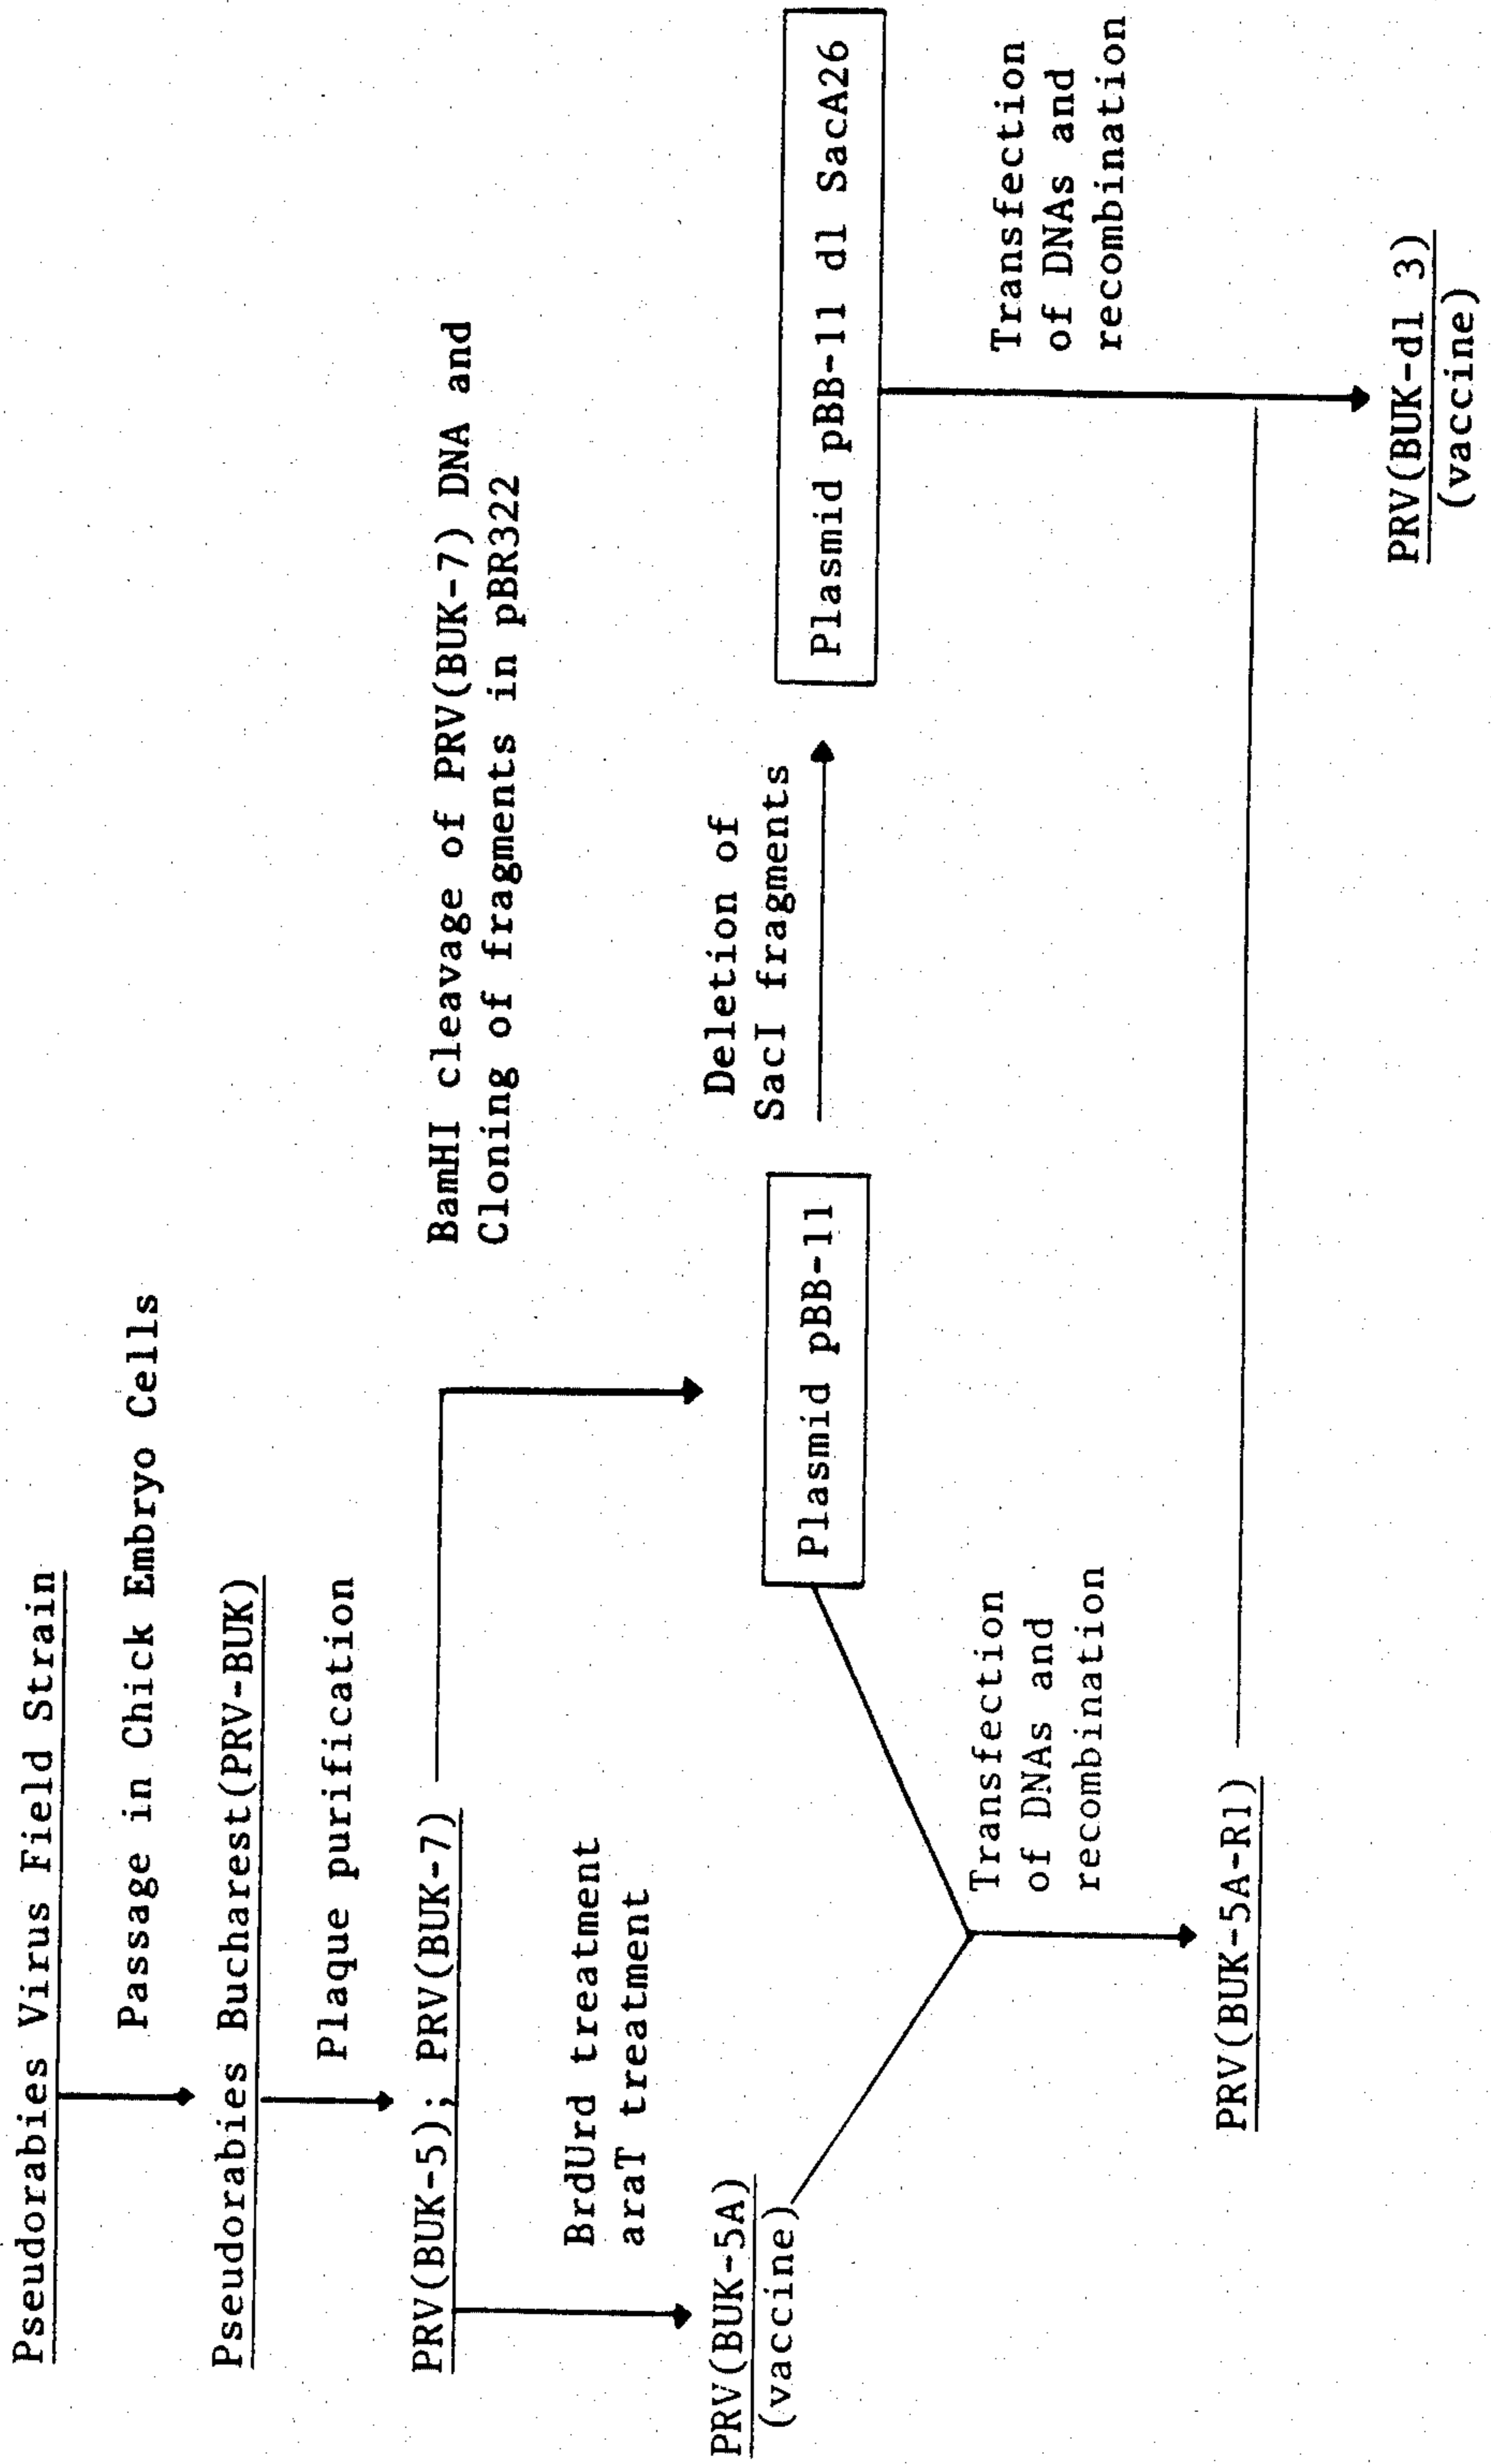 Pseudorabies Virus Field Strain
Passage in Chick Embryo Cells
Pseudorabies Bucharest(PRV-BUK)
Plaque purification
PRV(BUK-5); PRV(BUK-7)
BamHI cleavage of PRV(BUK-7) DNA and
Cloning of fragments in pBR322
BrdUrd treatment
araT treatment
PRV(BUK-5A)
(vaccine)
Plasmid pBB-11
Deletion of
SacI fragments
Plasmid pBB-11 dl SacA26
Transfection
of DNAs and
recombination
Transfection
of DNAs and
recombination
PRV(BUK-5A-R1)
PRV(BUK-dl 3)
(vaccine)